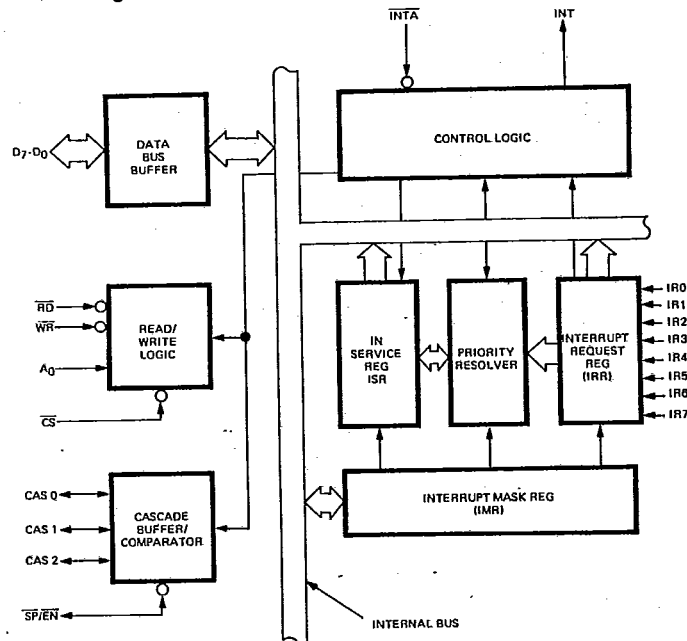 INTA
INT
CONTROL LOGIC
D7-D0
DATA
BUS
BUFFER
RD
WR
A0
CS
READ/
WRITE
LOGIC
IN
SERVICE
REG
ISR
PRIORITY
RESOLVER
INTERRUPT
REQUEST
REG
(IRR)
IR0
IR1
IR2
IR3
IR4
IR5
IR6
IR7
CAS 0
CAS 1
CAS 2
CASCADE
BUFFER/
COMPARATOR
SP/EN
INTERRUPT MASK REG
(IMR)
INTERNAL BUS